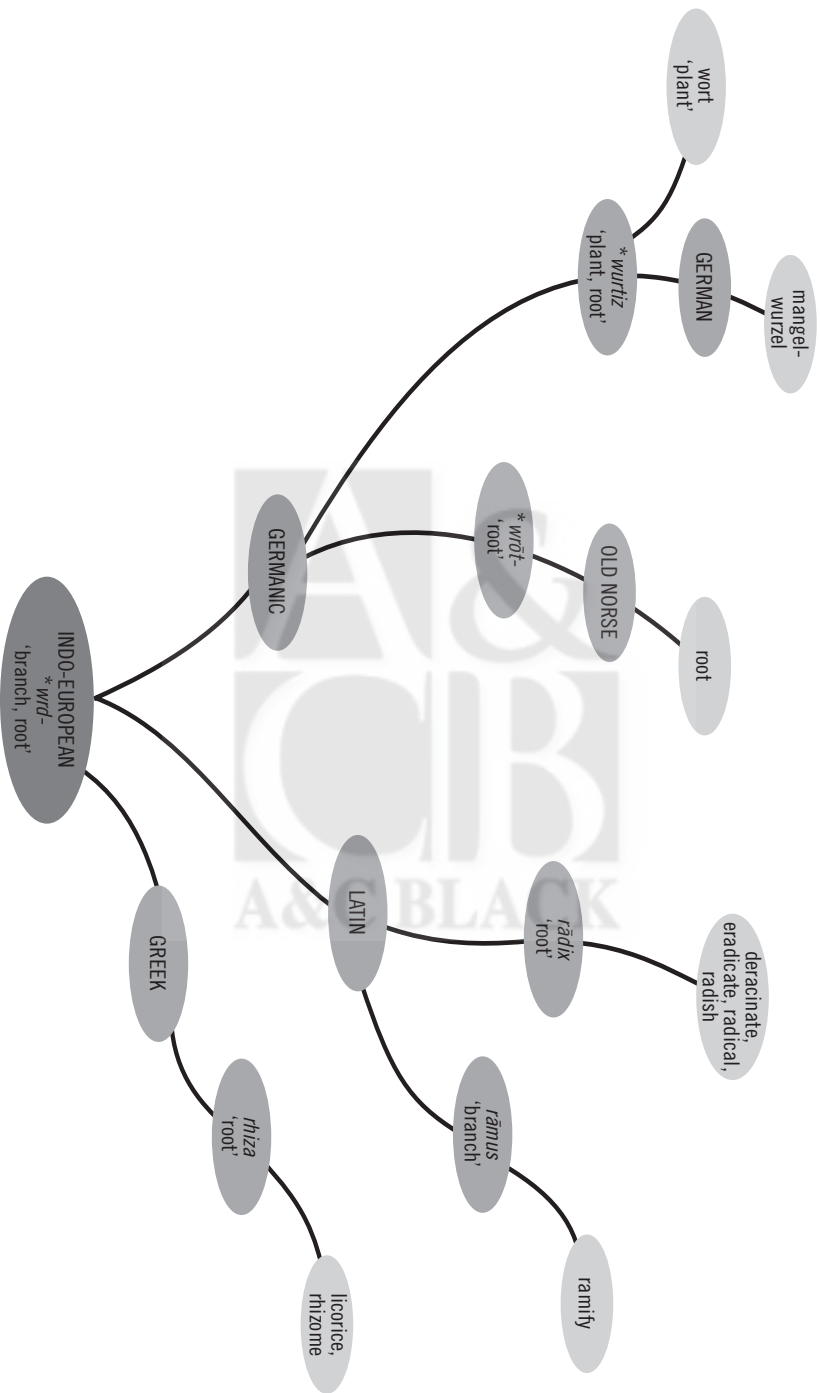 mangel-
wurzel
wort
‘plant’
GERMAN
* wurtiz
‘plant, root’
root
OLD NORSE
* wrōt-
‘root’
deracinate,
eradicate, radical,
radish
rādix
‘root’
ramify
rāmus
‘branch’
LATIN
GERMANIC
licorice,
rhizome
rhiza
‘root’
GREEK
INDO-EUROPEAN
* wrd-
‘branch, root’
A&
CB
A&C BLACK